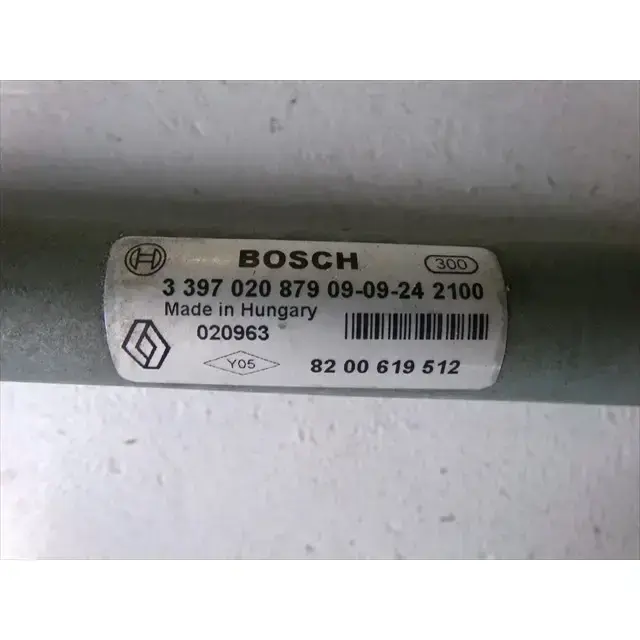 BOSCH 300
3 397 020 879 09-09-24 2100
Made in Hungary
020963
Y05 82 00 619 512